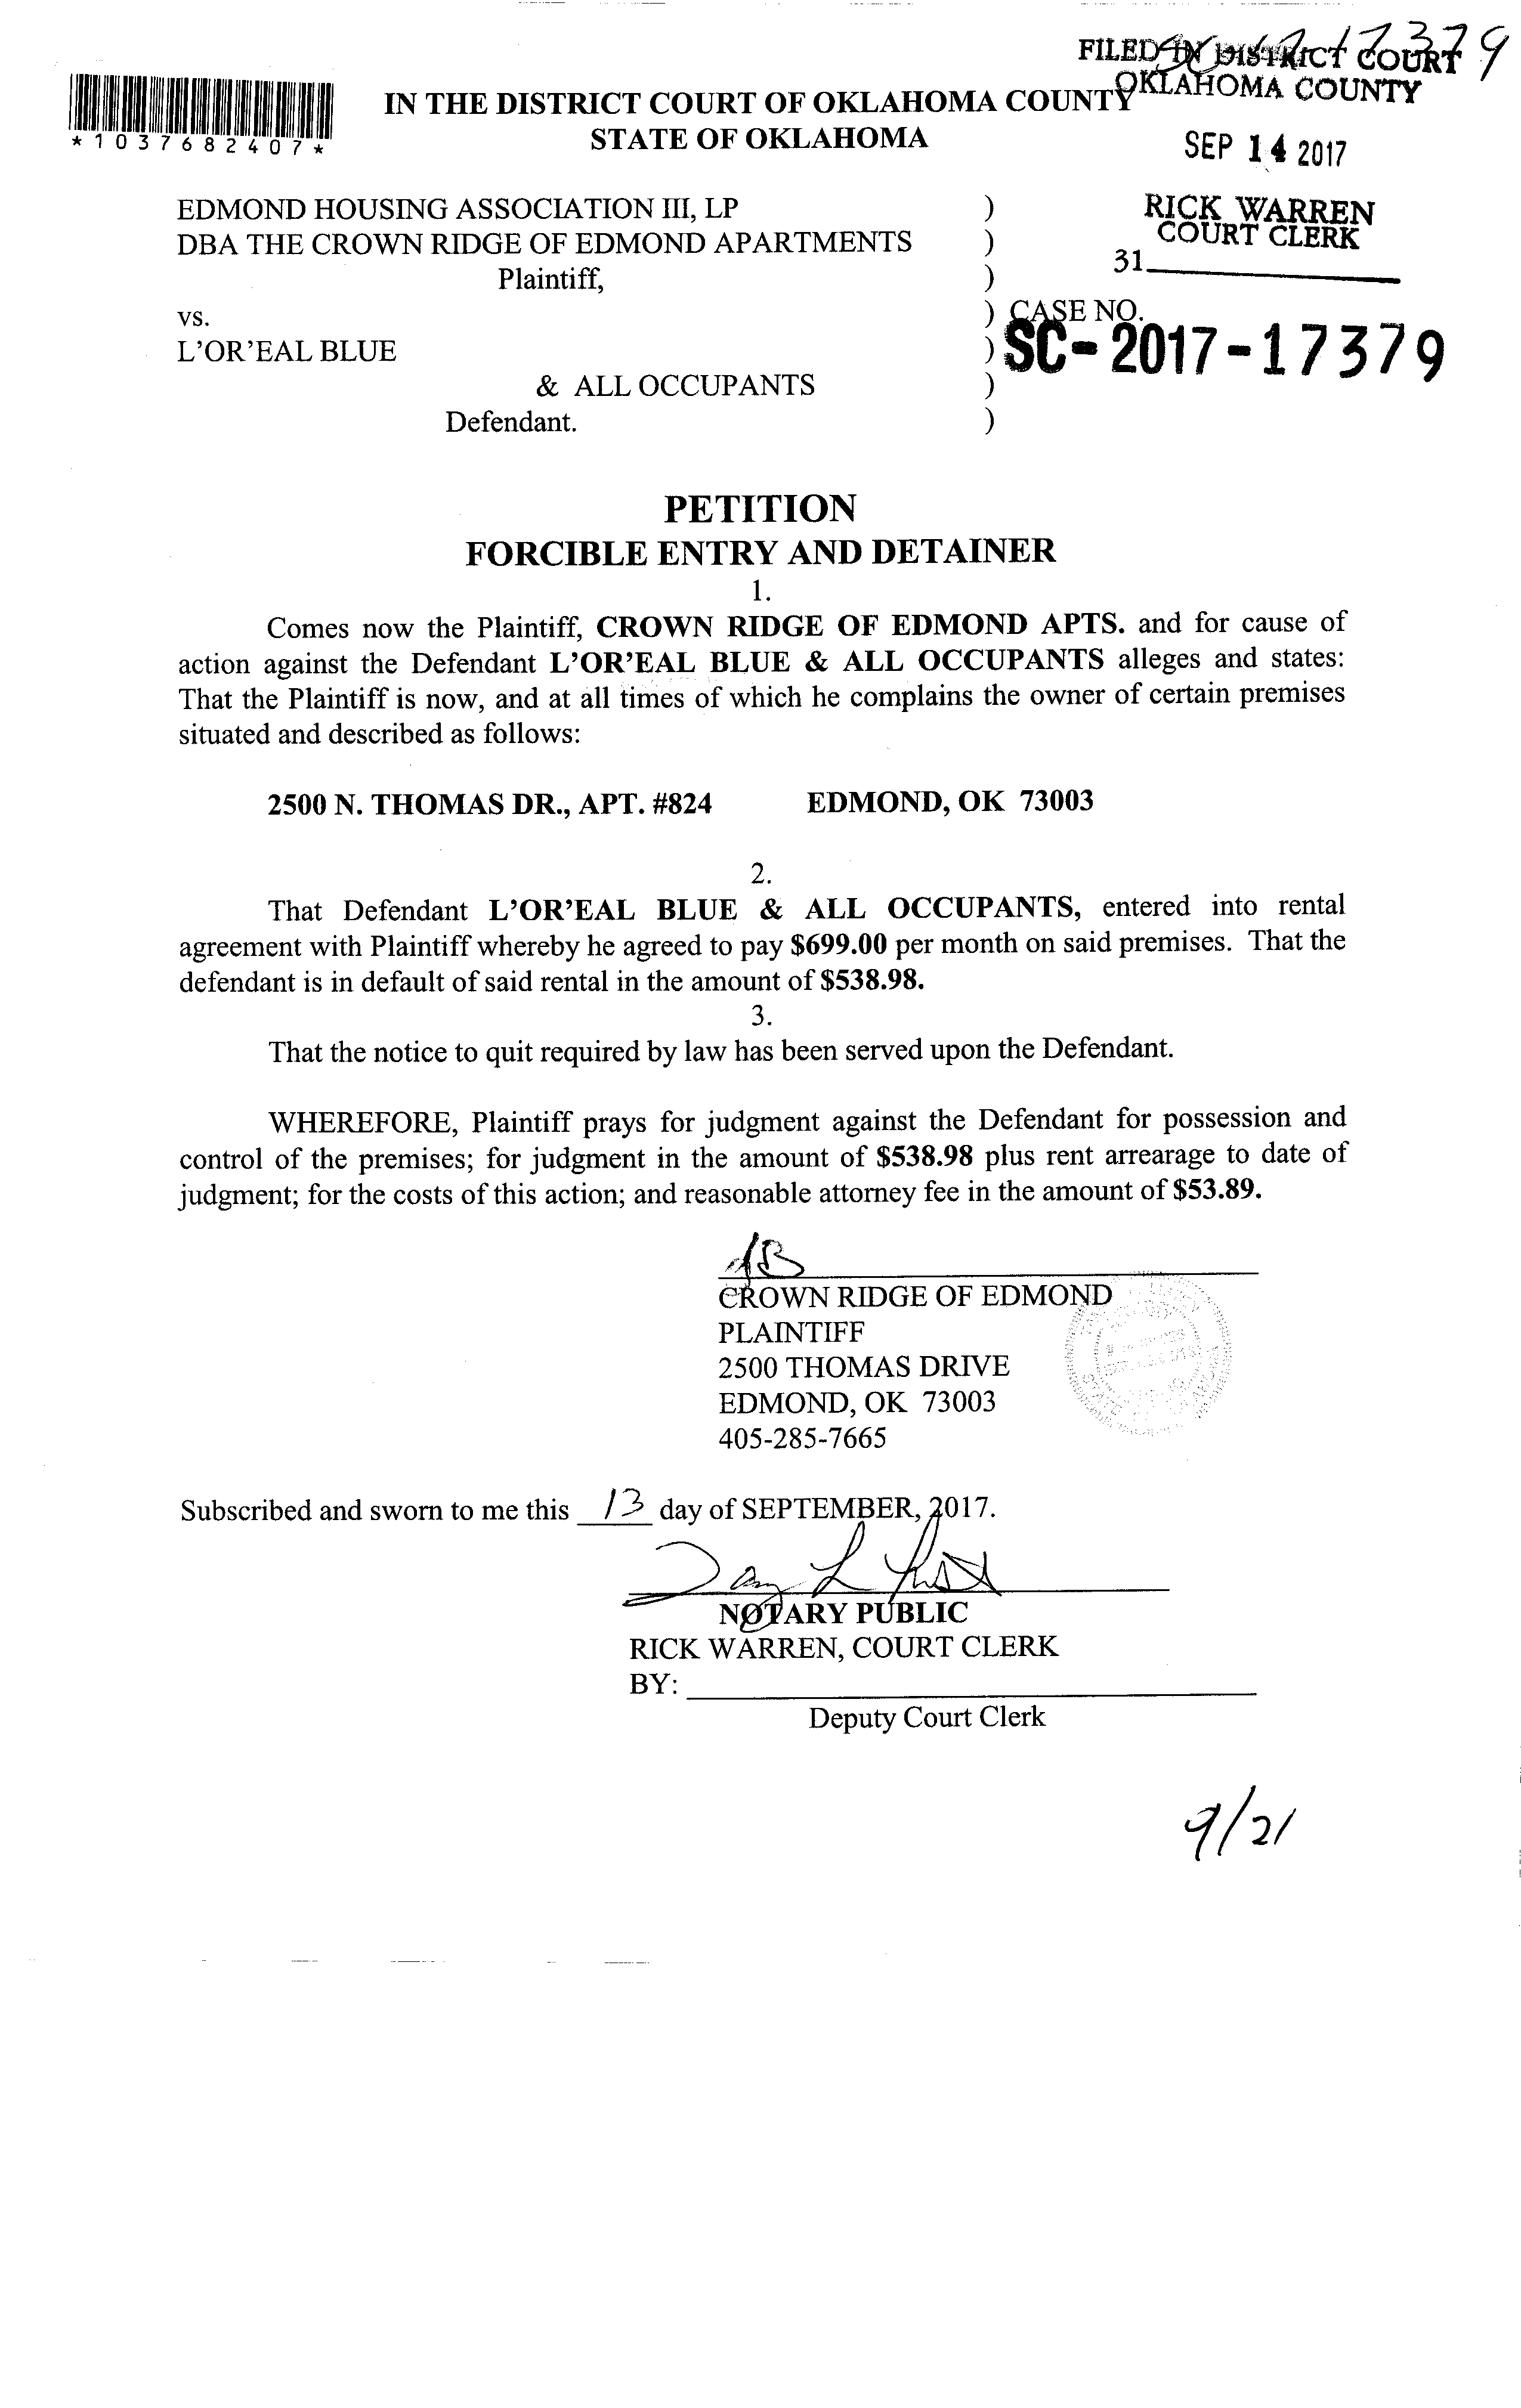 SC-17-17379
FILED IN DISTRICT COURT
OKLAHOMA COUNTY
*1037682407*
IN THE DISTRICT COURT OF OKLAHOMA COUNTY
STATE OF OKLAHOMA
SEP 14 2017
RICK WARREN
COURT CLERK
31
EDMOND HOUSING ASSOCIATION III, LP )
DBA THE CROWN RIDGE OF EDMOND APARTMENTS )
Plaintiff, )
vs. ) CASE NO.
L'OR'EAL BLUE ) SC-2017-17379
& ALL OCCUPANTS )
Defendant. )
PETITION
FORCIBLE ENTRY AND DETAINER
1.
Comes now the Plaintiff, CROWN RIDGE OF EDMOND APTS. and for cause of
action against the Defendant L'OR'EAL BLUE & ALL OCCUPANTS alleges and states:
That the Plaintiff is now, and at all times of which he complains the owner of certain premises
situated and described as follows:
2500 N. THOMAS DR., APT. #824 EDMOND, OK 73003
2.
That Defendant L'OR'EAL BLUE & ALL OCCUPANTS, entered into rental
agreement with Plaintiff whereby he agreed to pay $699.00 per month on said premises. That the
defendant is in default of said rental in the amount of $538.98.
3.
That the notice to quit required by law has been served upon the Defendant.
WHEREFORE, Plaintiff prays for judgment against the Defendant for possession and
control of the premises; for judgment in the amount of $538.98 plus rent arrearage to date of
judgment; for the costs of this action; and reasonable attorney fee in the amount of $53.89.
CROWN RIDGE OF EDMOND
PLAINTIFF
2500 THOMAS DRIVE
EDMOND, OK 73003
405-285-7665
Subscribed and sworn to me this 13 day of SEPTEMBER, 2017.
NOTARY PUBLIC
RICK WARREN, COURT CLERK
BY:
Deputy Court Clerk
9/21